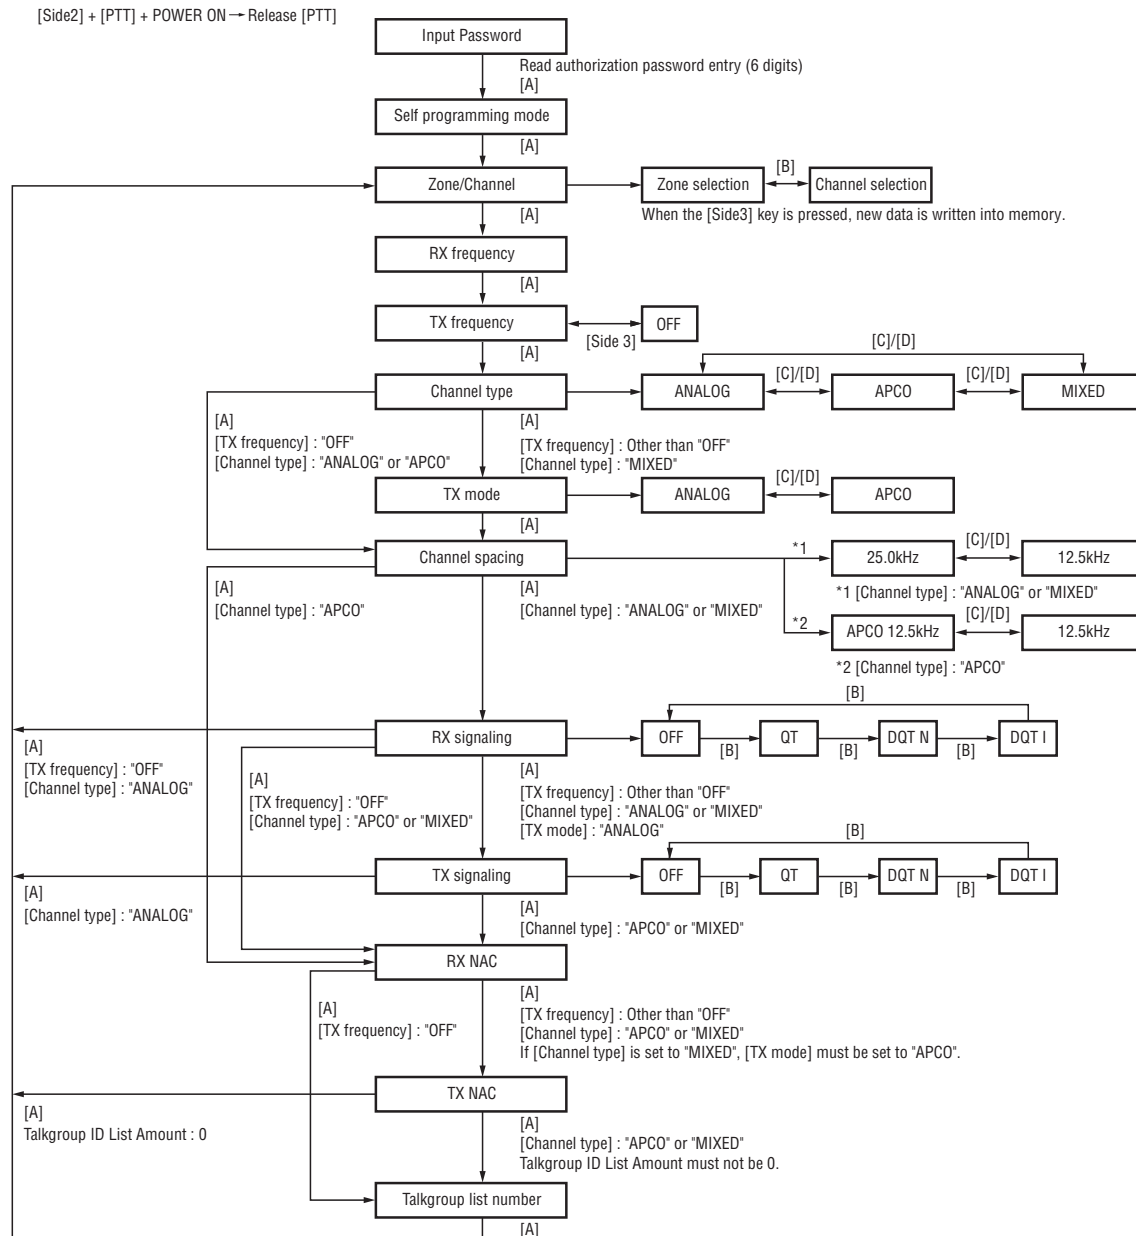 [Side2] + [PTT] + POWER ON → Release [PTT]
Input Password
Read authorization password entry (6 digits)
[A]
Self programming mode
[A]
Zone/Channel
Zone selection
[B]
Channel selection
When the [Side3] key is pressed, new data is written into memory.
[A]
RX frequency
[A]
TX frequency
[Side 3]
OFF
[A]
[C]/[D]
Channel type
ANALOG
[C]/[D]
APCO
[C]/[D]
MIXED
[A]
[TX frequency] : "OFF"
[Channel type] : "ANALOG" or "APCO"
[A]
[TX frequency] : Other than "OFF"
[Channel type] : "MIXED"
TX mode
ANALOG
[C]/[D]
APCO
[A]
Channel spacing
*1
25.0kHz
[C]/[D]
12.5kHz
*1 [Channel type] : "ANALOG" or "MIXED"
[A]
[Channel type] : "APCO"
[A]
[Channel type] : "ANALOG" or "MIXED"
*2
APCO 12.5kHz
[C]/[D]
12.5kHz
*2 [Channel type] : "APCO"
[B]
RX signaling
OFF
[B]
QT
[B]
DQT N
[B]
DQT I
[A]
[TX frequency] : "OFF"
[Channel type] : "ANALOG"
[A]
[TX frequency] : "OFF"
[Channel type] : "APCO" or "MIXED"
[A]
[TX frequency] : Other than "OFF"
[Channel type] : "ANALOG" or "MIXED"
[TX mode] : "ANALOG"
[B]
TX signaling
OFF
[B]
QT
[B]
DQT N
[B]
DQT I
[A]
[Channel type] : "ANALOG"
[A]
[Channel type] : "APCO" or "MIXED"
RX NAC
[A]
[TX frequency] : "OFF"
[A]
[TX frequency] : Other than "OFF"
[Channel type] : "APCO" or "MIXED"
If [Channel type] is set to "MIXED", [TX mode] must be set to "APCO".
TX NAC
[A]
Talkgroup ID List Amount : 0
[A]
[Channel type] : "APCO" or "MIXED"
Talkgroup ID List Amount must not be 0.
Talkgroup list number
[A]